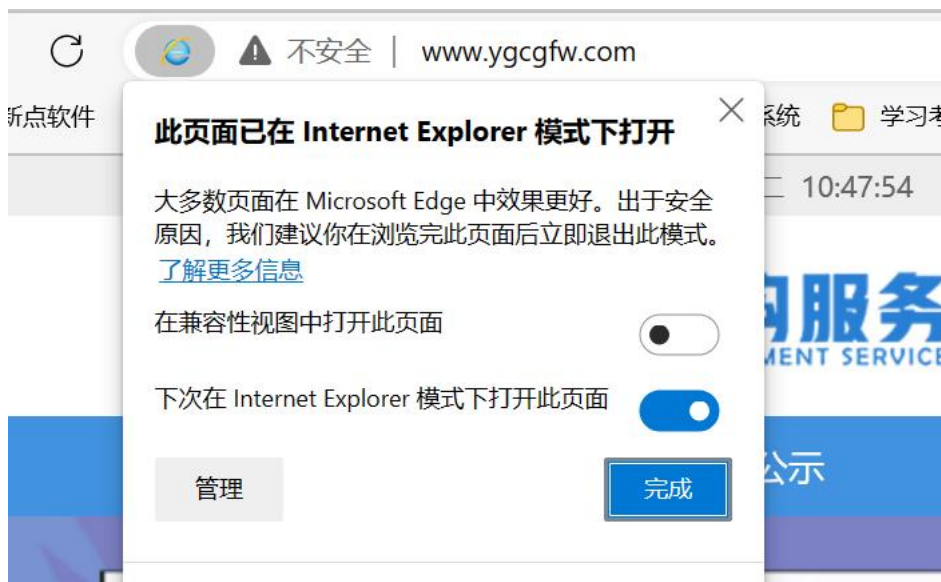 不安全 | www.ygcgfw.com
新点软件
系统
学习考
此页面已在 Internet Explorer 模式下打开
10:47:54
大多数页面在 Microsoft Edge 中效果更好。出于安全
原因，我们建议你在浏览完此页面后立即退出此模式。
了解更多信息
在兼容性视图中打开此页面
购服务
MENT SERVICE
下次在 Internet Explorer 模式下打开此页面
公示
管理
完成